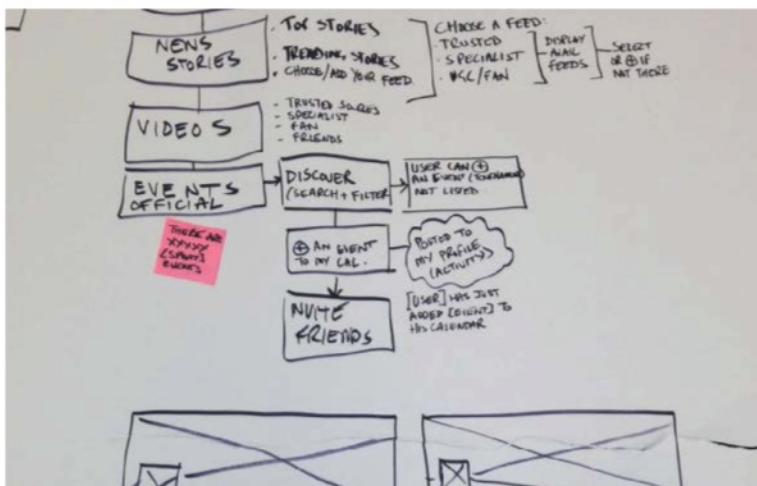 NEWS
STORIES
· TOP STORIES
· TRENDING STORIES
· CHOOSE/ADD YOUR FEED.
CHOOSE A FEED:
· TRUSTED
· SPECIALIST
· UGC/FAN
DISPLAY
AVAIL
FEEDS
SELECT
OR ⊕ IF
NOT THERE
VIDEOS
- TRUSTED SOURCES
- SPECIALIST
- FAN
- FRIENDS
EVENTS
OFFICIAL
DISCOVER
(SEARCH + FILTER
USER CAN ⊕
AN EVENT (TOURNAMENT)
NOT LISTED
THERE ARE
XXXXX
[SPORT]
EVENTS
⊕ AN EVENT
TO MY CAL.
POSTED TO
MY PROFILE
(ACTIVITY)
INVITE
FRIENDS
[USER] HAS JUST
ADDED [EVENT] TO
HIS CALENDAR